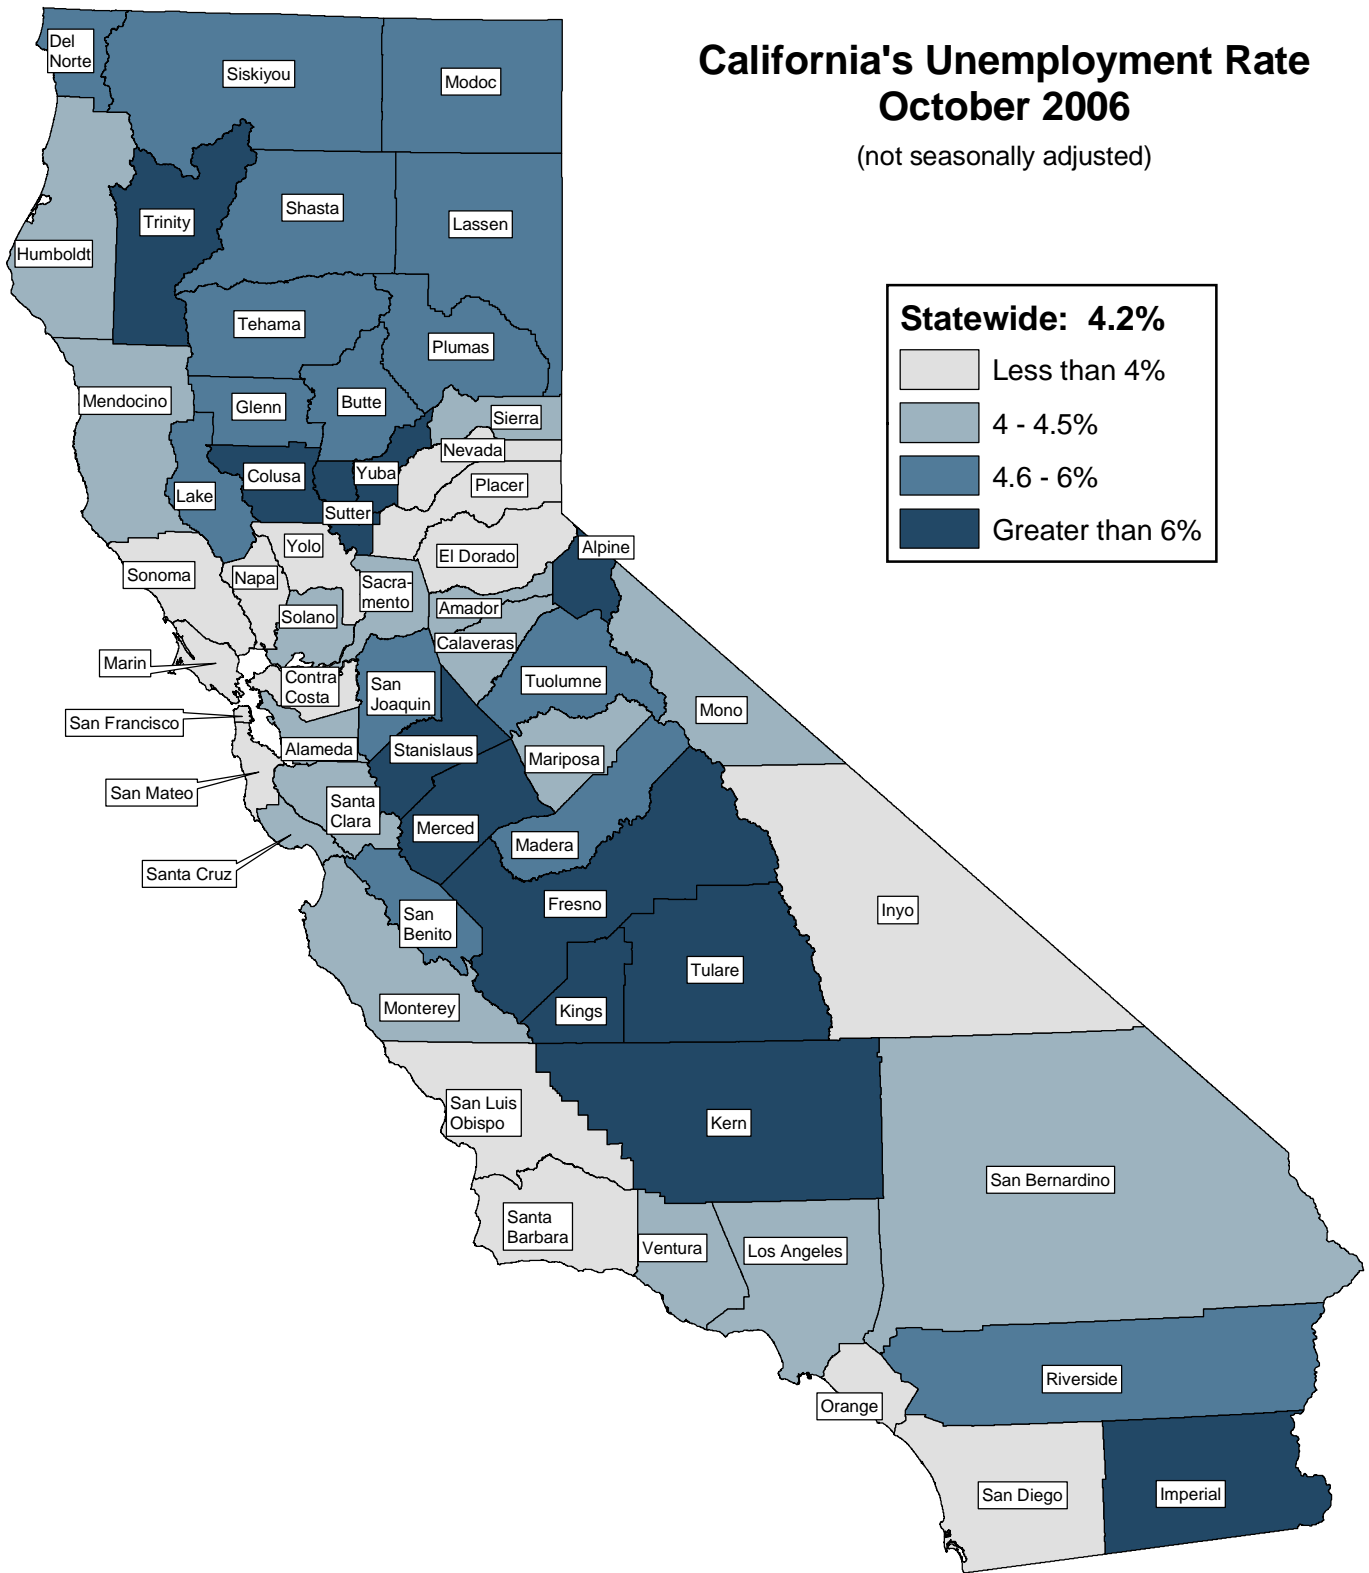 California's Unemployment Rate
October 2006
(not seasonally adjusted)
Statewide: 4.2%
Less than 4%
4 - 4.5%
4.6 - 6%
Greater than 6%
Del
Norte
Siskiyou
Modoc
Trinity
Shasta
Lassen
Humboldt
Tehama
Plumas
Mendocino
Glenn
Butte
Sierra
Nevada
Colusa
Yuba
Placer
Lake
Sutter
Yolo
El Dorado
Alpine
Sonoma
Napa
Sacra-
mento
Amador
Solano
Calaveras
Marin
Contra
Costa
San
Joaquin
Tuolumne
Mono
San Francisco
Alameda
Stanislaus
Mariposa
San Mateo
Santa
Clara
Merced
Madera
Santa Cruz
Fresno
Inyo
San
Benito
Tulare
Monterey
Kings
San Luis
Obispo
Kern
San Bernardino
Santa
Barbara
Ventura
Los Angeles
Riverside
Orange
San Diego
Imperial